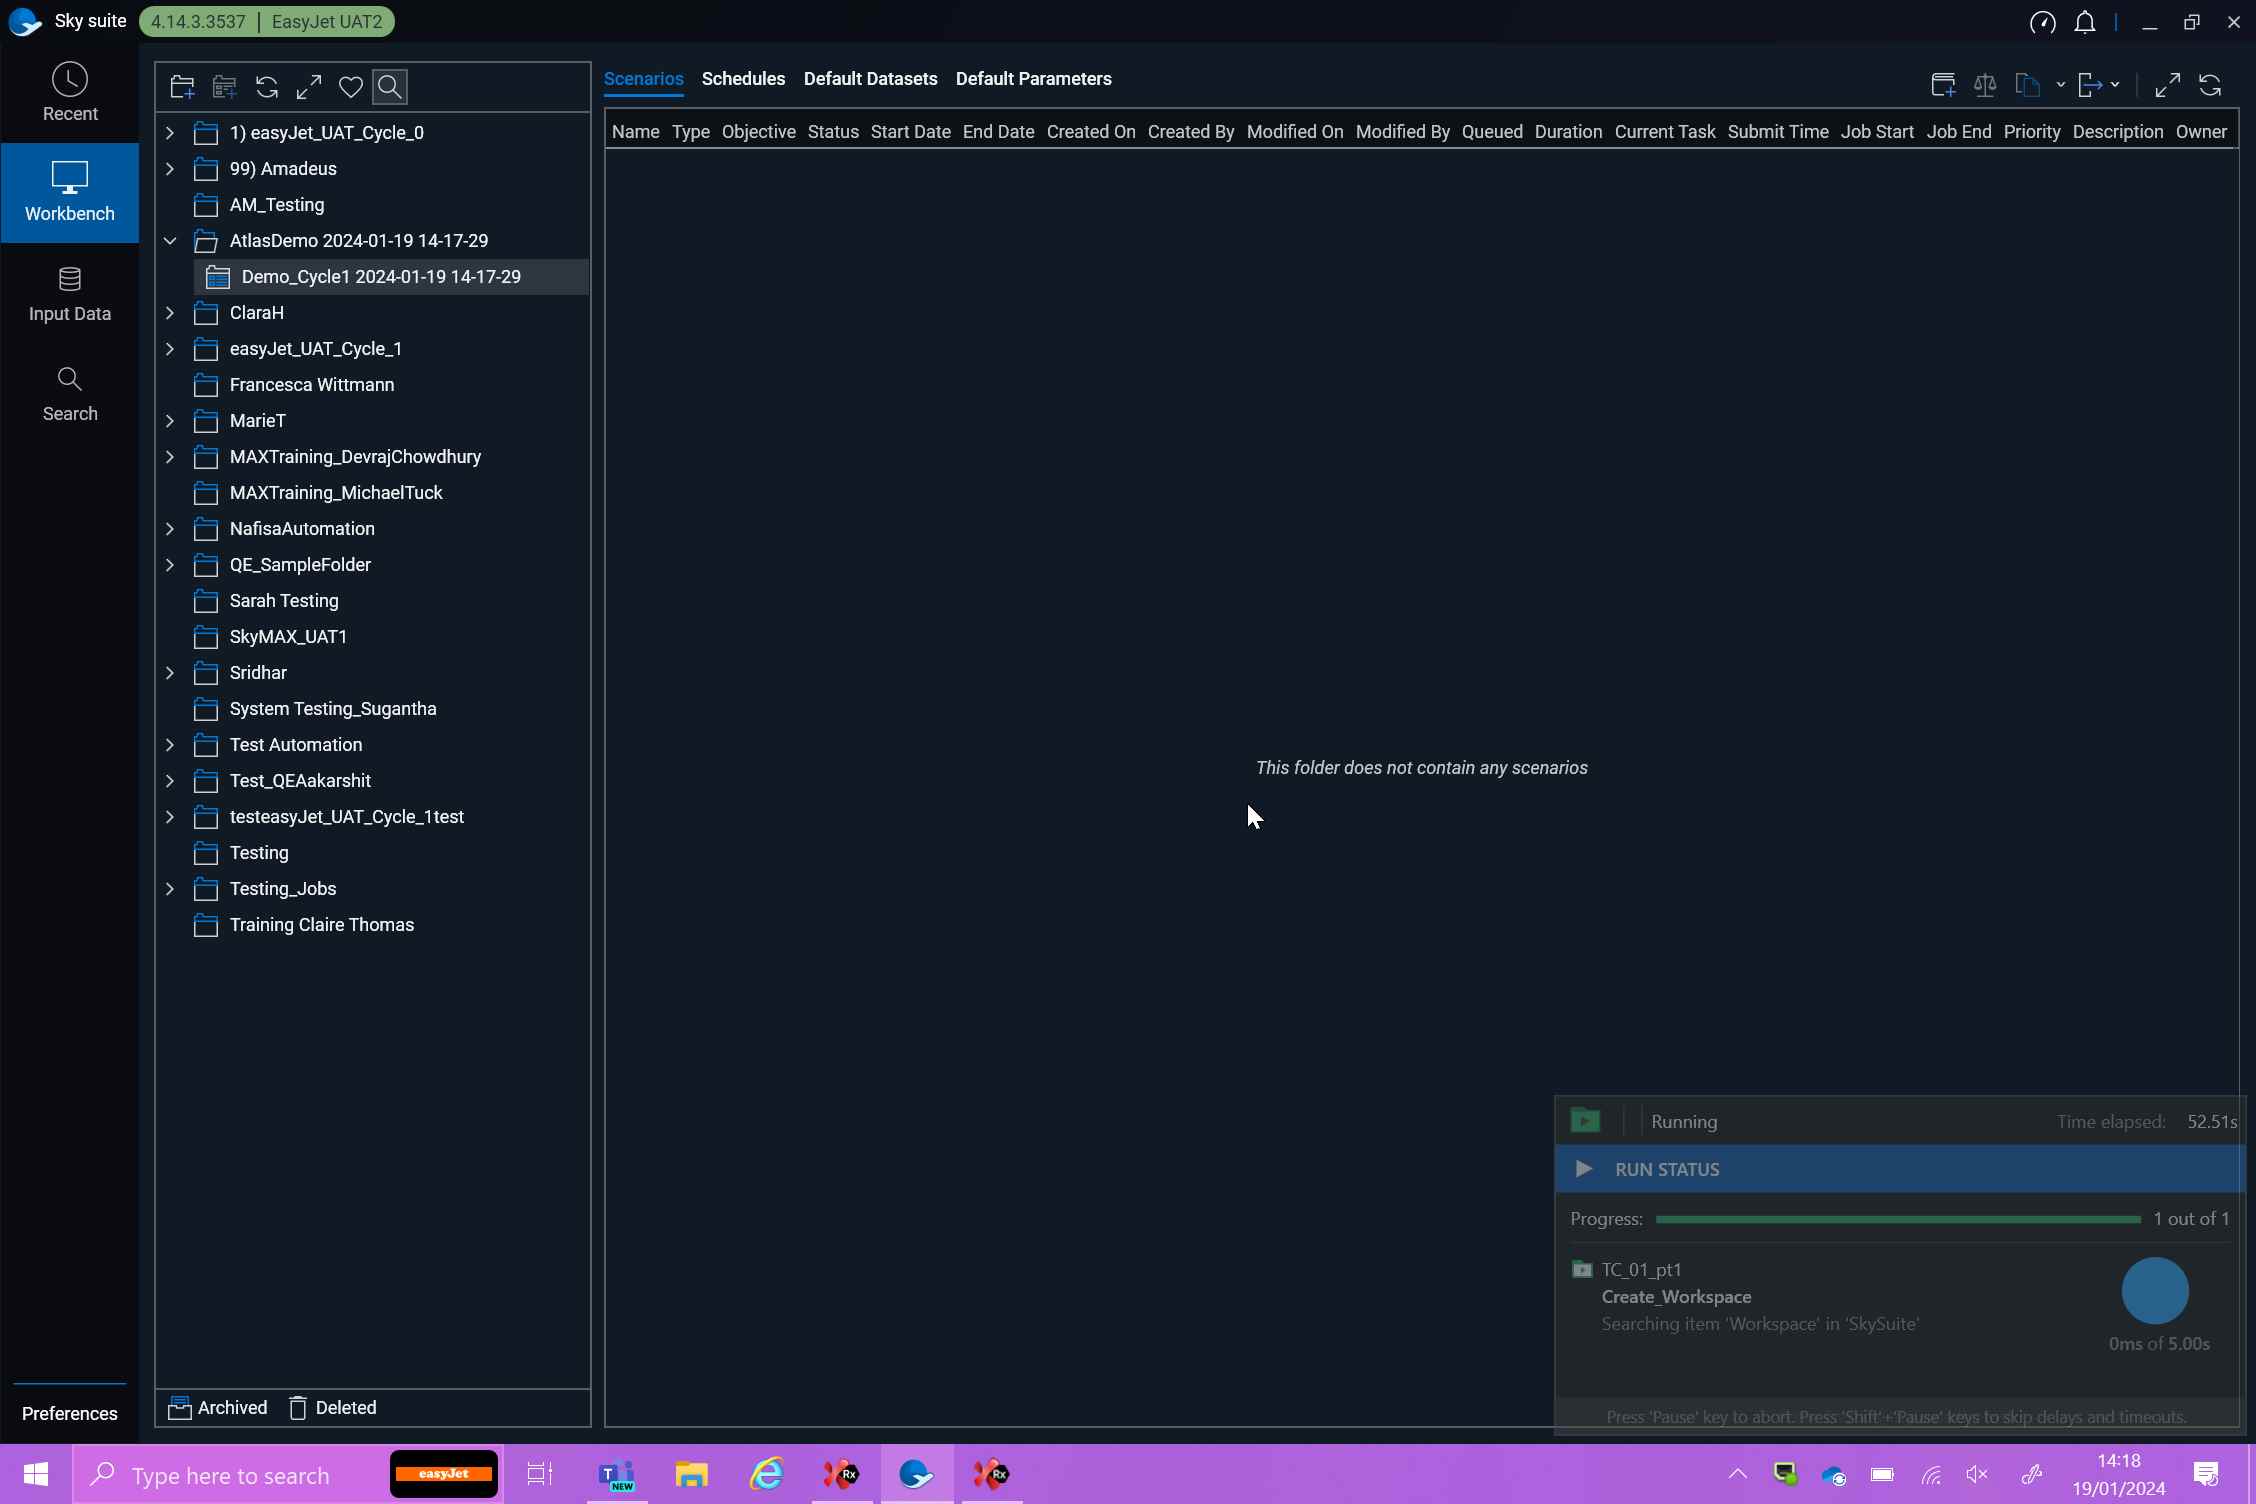 Sky suite 4.14.3.3537 | EasyJet UAT2
Recent
Workbench
Input Data
Search
Preferences
1) easyJet_UAT_Cycle_0
99) Amadeus
AM_Testing
AtlasDemo 2024-01-19 14-17-29
Demo_Cycle1 2024-01-19 14-17-29
ClaraH
easyJet_UAT_Cycle_1
Francesca Wittmann
MarieT
MAXTraining_DevrajChowdhury
MAXTraining_MichaelTuck
NafisaAutomation
QE_SampleFolder
Sarah Testing
SkyMAX_UAT1
Sridhar
System Testing_Sugantha
Test Automation
Test_QEAakarshit
testeasyJet_UAT_Cycle_1test
Testing
Testing_Jobs
Training Claire Thomas
Archived Deleted
Scenarios Schedules Default Datasets Default Parameters
Name Type Objective Status Start Date End Date Created On Created By Modified On Modified By Queued Duration Current Task Submit Time Job Start Job End Priority Description Owner
This folder does not contain any scenarios
Running Time elapsed: 52.51s
RUN STATUS
Progress: 1 out of 1
TC_01_pt1
Create_Workspace
Searching item 'Workspace' in 'SkySuite'
0ms of 5.00s
Press 'Pause' key to abort. Press 'Shift'+'Pause' keys to skip delays and timeouts.
Type here to search
easyJet
T
NEW
Rx
Rx
14:18
19/01/2024